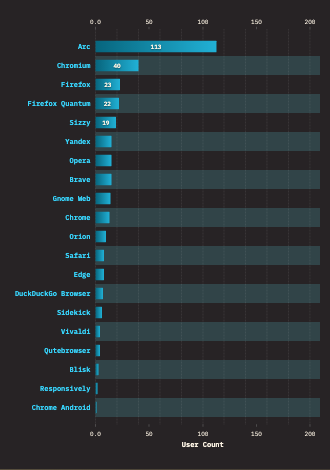 0.0 50 100 150 200
Arc 113
Chromium 40
Firefox 23
Firefox Quantum 22
Sizzy 19
Yandex
Opera
Brave
Gnome Web
Chrome
Orion
Safari
Edge
DuckDuckGo Browser
Sidekick
Vivaldi
Qutebrowser
Blisk
Responsively
Chrome Android
0.0 50 100 150 200
User Count